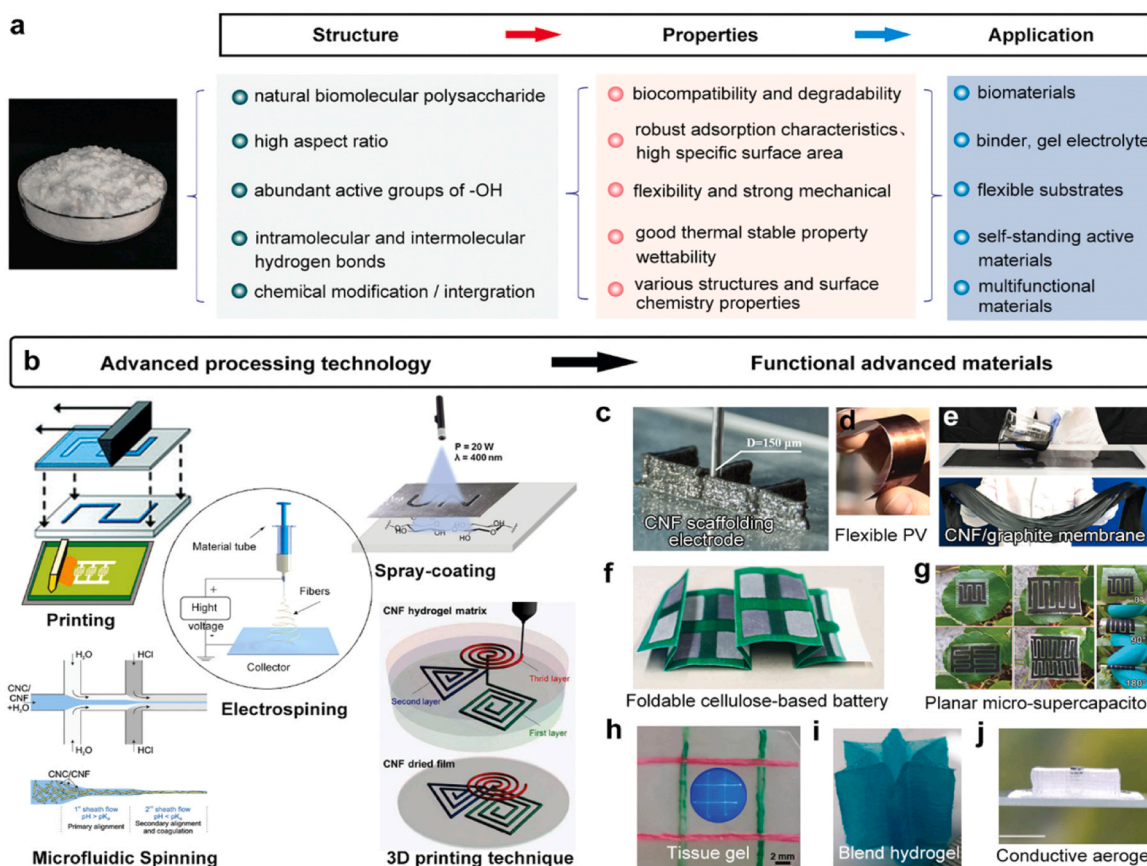 a
Structure
Properties
Application
natural biomolecular polysaccharide
high aspect ratio
abundant active groups of -OH
intramolecular and intermolecular
hydrogen bonds
chemical modification / intergration
biocompatibility and degradability
robust adsorption characteristics、
high specific surface area
flexibility and strong mechanical
good thermal stable property
wettability
various structures and surface
chemistry properties
biomaterials
binder, gel electrolyte
flexible substrates
self-standing active
materials
multifunctional
materials
b
Advanced processing technology
Functional advanced materials
Printing
Material tube
Hight
voltage
+
-
Fibers
Collector
Electrospining
P = 20 W
λ = 400 nm
HO
OH
Spray-coating
H₂O
HCl
CNC/
CNF
+H₂O
H₂O
HCl
CNC/CNF
1st sheath flow
pH > pKa
Primary alignment
2nd sheath flow
pH < pKa
Secondary alignment
and coagulation
Microfluidic Spinning
CNF hydrogel matrix
Thrid layer
Second layer
First layer
CNF dried film
3D printing technique
c
D=150 μm
CNF scaffolding
electrode
d
Flexible PV
e
CNF/graphite membrane
f
Foldable cellulose-based battery
g
0°
90°
180°
Planar micro-supercapacito
h
2 mm
Tissue gel
i
Blend hydrogel
j
Conductive aeroge